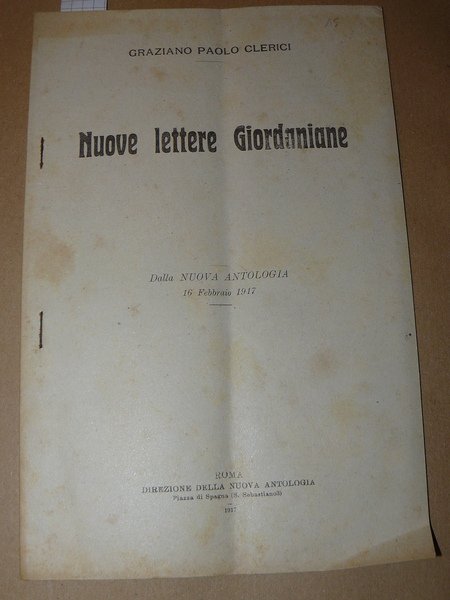 GRAZIANO PAOLO CLERICI
Nuove lettere Giordaniane
Dalla NUOVA ANTOLOGIA
16 Febbraio 1917
ROMA
DIREZIONE DELLA NUOVA ANTOLOGIA
Piazza di Spagna (S. Sebastiano3)
1917